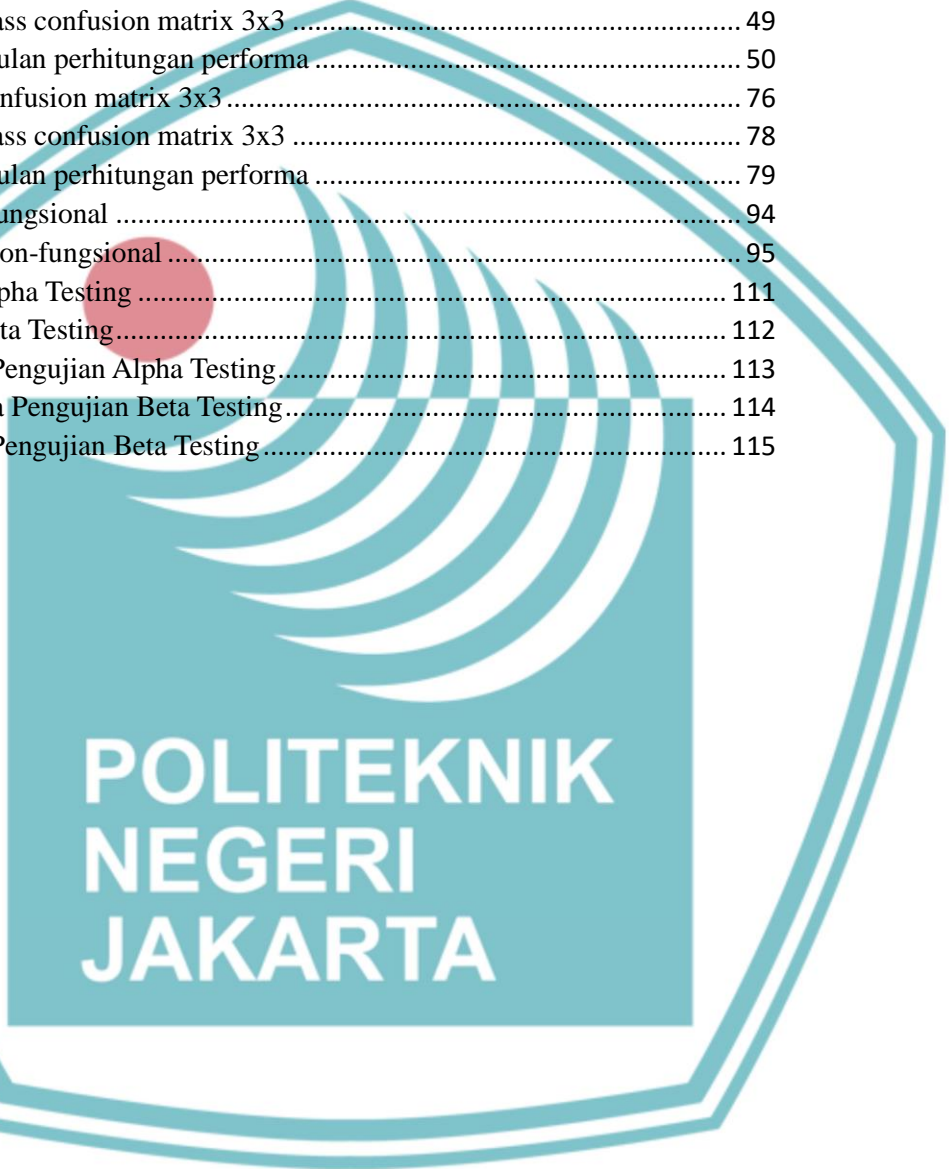 ass confusion matrix 3x3 .......... 49
ulan perhitungan performa .......... 50
nfusion matrix 3x3 .......... 76
ass confusion matrix 3x3 .......... 78
ulan perhitungan performa .......... 79
ungsional .......... 94
on-fungsional .......... 95
pha Testing .......... 111
ta Testing .......... 112
Pengujian Alpha Testing .......... 113
a Pengujian Beta Testing .......... 114
Pengujian Beta Testing .......... 115
POLITEKNIK
NEGERI
JAKARTA